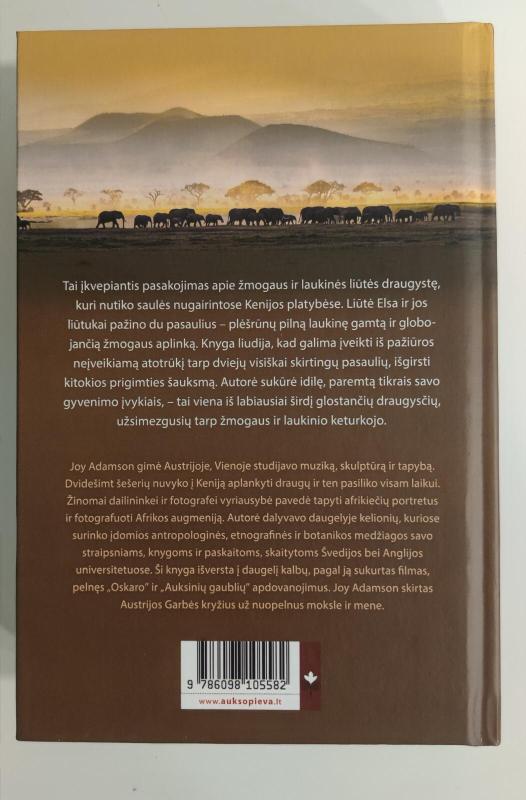 Tai įkvepiantis pasakojimas apie žmogaus ir laukinės liūtės draugystę,
kuri nutiko saulės nugairintose Kenijos platybėse. Liūtė Elsa ir jos
liūtukai pažino du pasaulius – plėšrūnų pilną laukinę gamtą ir globo-
jančią žmogaus aplinką. Knyga liudija, kad galima įveikti iš pažiūros
neįveikiamą atotrūkį tarp dviejų visiškai skirtingų pasaulių, išgirsti
kitokios prigimties šauksmą. Autorė sukūrė idilę, paremtą tikrais savo
gyvenimo įvykiais, – tai viena iš labiausiai širdį glostančių draugysčių,
užsimezgusių tarp žmogaus ir laukinio keturkojo.
Joy Adamson gimė Austrijoje, Vienoje studijavo muziką, skulptūrą ir tapybą.
Dvidešimt šešerių nuvyko į Keniją aplankyti draugų ir ten pasiliko visam laikui.
Žinomai dailininkei ir fotografei vyriausybė pavedė tapyti afrikiečių portretus
ir fotografuoti Afrikos augmeniją. Autorė dalyvavo daugelyje kelionių, kuriose
surinko įdomios antropologinės, etnografinės ir botanikos medžiagos savo
straipsniams, knygoms ir paskaitoms, skaitytoms Švedijos bei Anglijos
universitetuose. Ši knyga išversta į daugelį kalbų, pagal ją sukurtas filmas,
pelnęs „Oskaro“ ir „Auksinių gaublių“ apdovanojimus. Joy Adamson skirtas
Austrijos Garbės kryžius už nuopelnus moksle ir mene.
9 786098 105582
www.auksopieva.lt